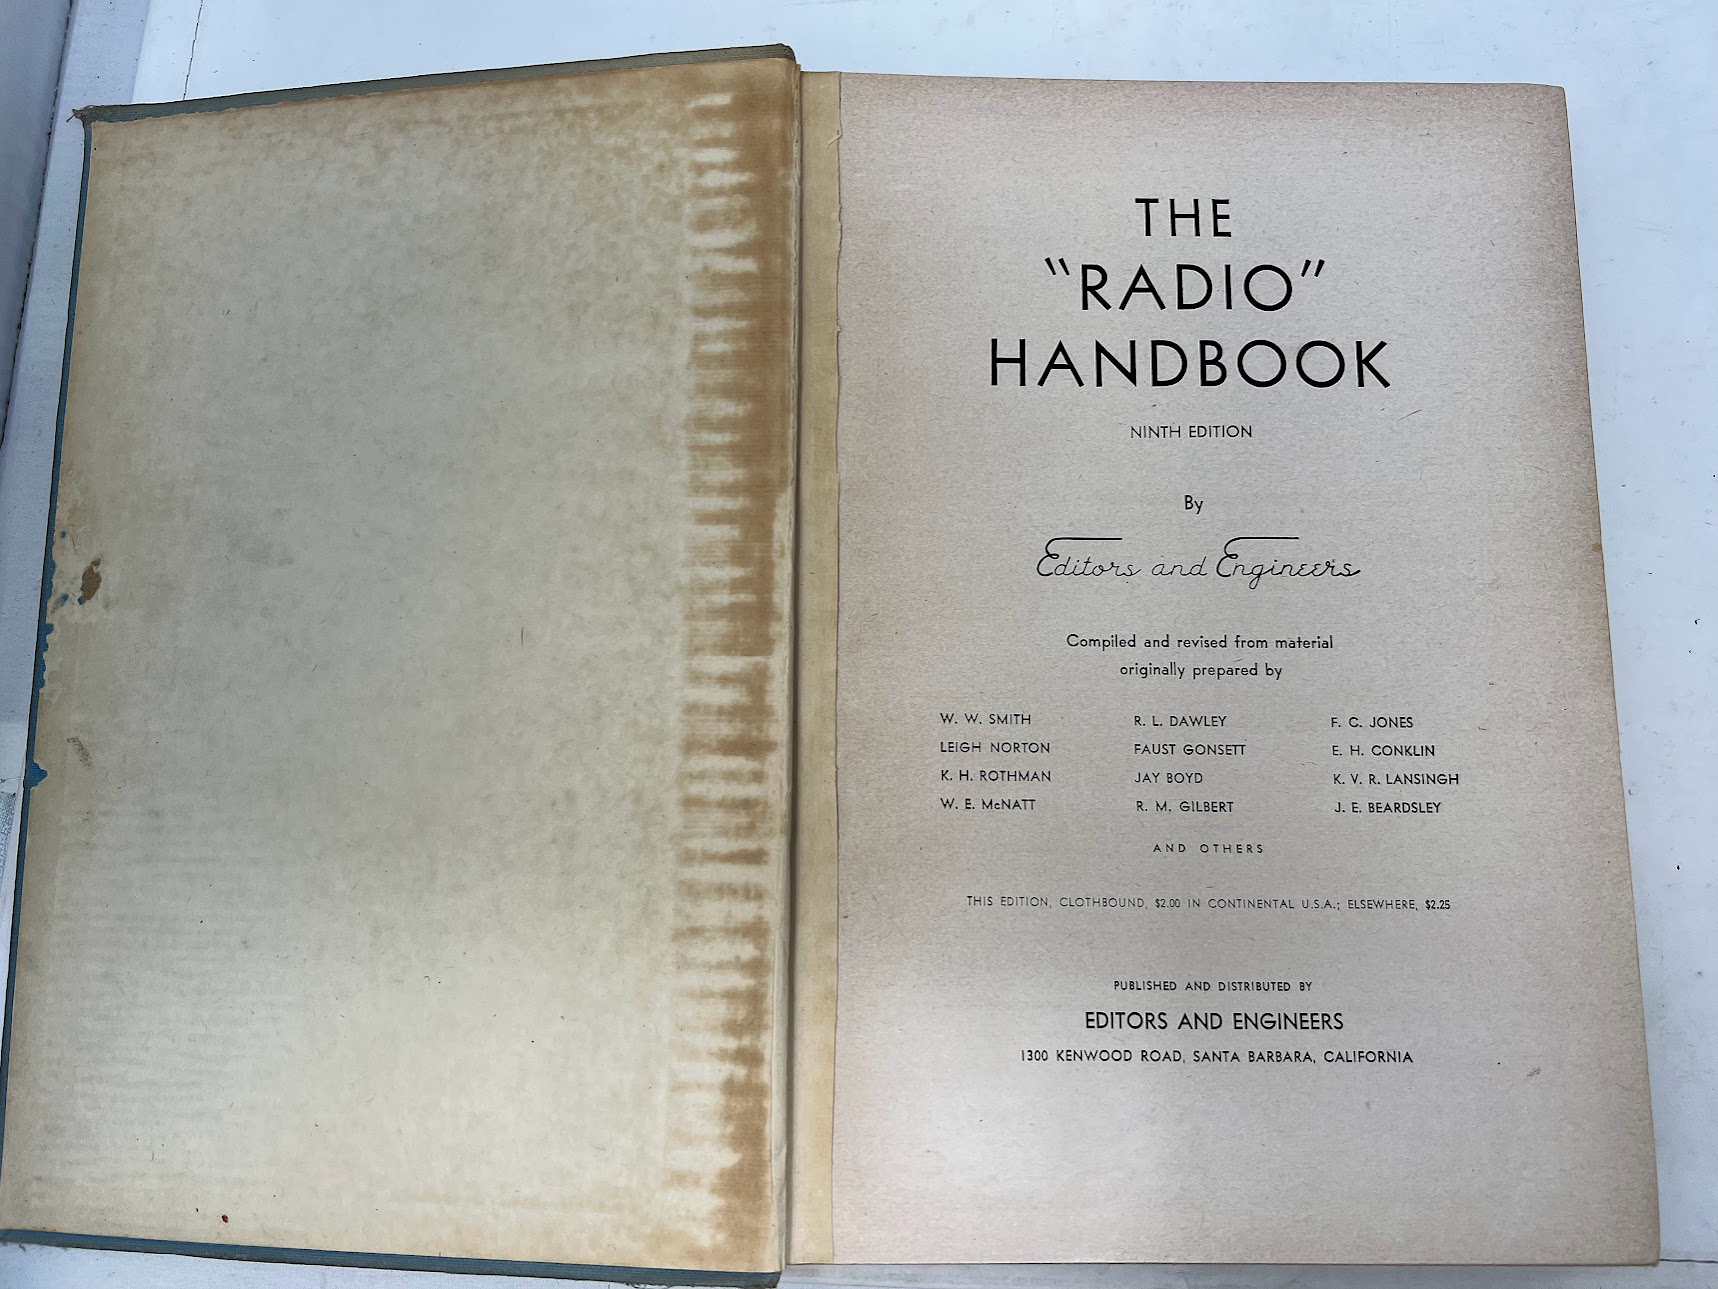 THE
"RADIO"
HANDBOOK
NINTH EDITION
By
Editors and Engineers
Compiled and revised from material
originally prepared by
W. W. SMITH R. L. DAWLEY F. C. JONES
LEIGH NORTON FAUST GONSETT E. H. CONKLIN
K. H. ROTHMAN JAY BOYD K. V. R. LANSINGH
W. E. McNATT R. M. GILBERT J. E. BEARDSLEY
AND OTHERS
THIS EDITION, CLOTHBOUND, $2.00 IN CONTINENTAL U.S.A.; ELSEWHERE, $2.25
PUBLISHED AND DISTRIBUTED BY
EDITORS AND ENGINEERS
1300 KENWOOD ROAD, SANTA BARBARA, CALIFORNIA